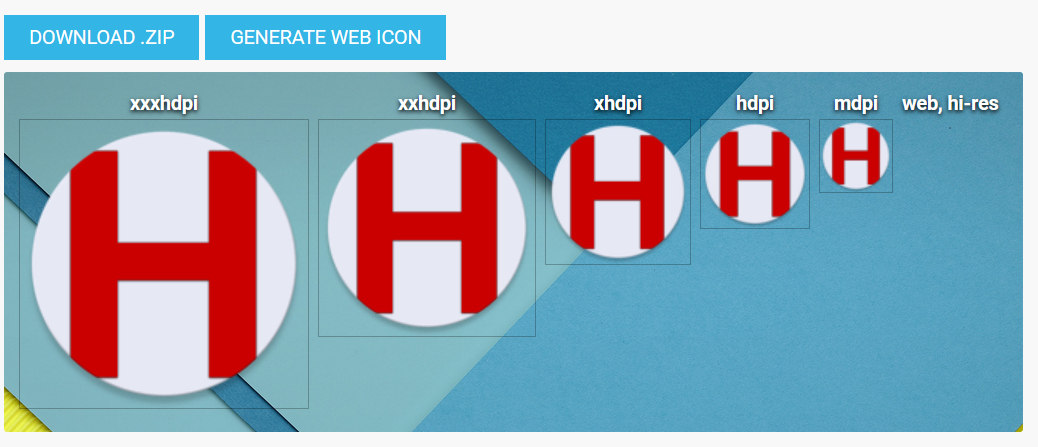 DOWNLOAD .ZIP GENERATE WEB ICON
xxxhdpi xxhdpi xhdpi hdpi mdpi web, hi-res
H H H H H